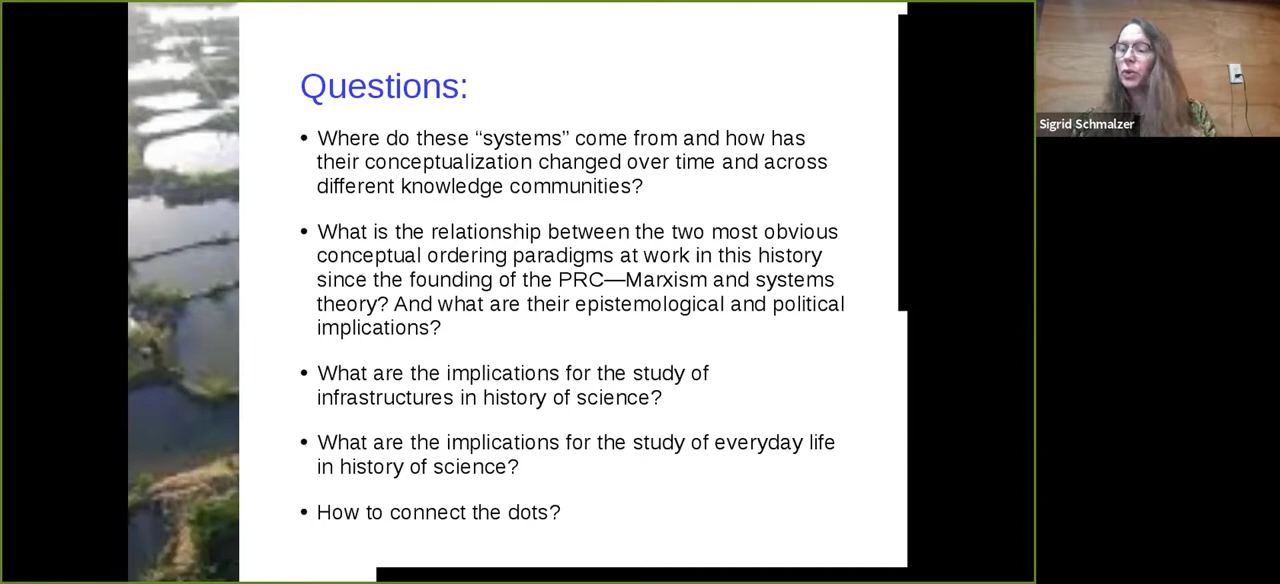 Questions:
• Where do these “systems” come from and how has
their conceptualization changed over time and across
different knowledge communities?
• What is the relationship between the two most obvious
conceptual ordering paradigms at work in this history
since the founding of the PRC—Marxism and systems
theory? And what are their epistemological and political
implications?
• What are the implications for the study of
infrastructures in history of science?
• What are the implications for the study of everyday life
in history of science?
• How to connect the dots?
Sigrid Schmalzer